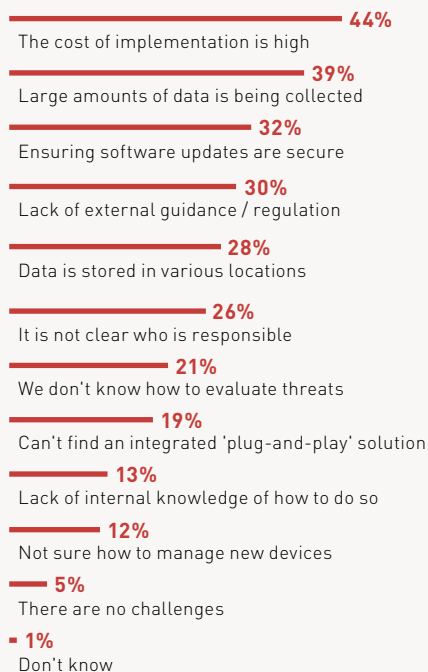 44%
The cost of implementation is high
39%
Large amounts of data is being collected
32%
Ensuring software updates are secure
30%
Lack of external guidance / regulation
28%
Data is stored in various locations
26%
It is not clear who is responsible
21%
We don't know how to evaluate threats
19%
Can't find an integrated 'plug-and-play' solution
13%
Lack of internal knowledge of how to do so
12%
Not sure how to manage new devices
5%
There are no challenges
1%
Don't know